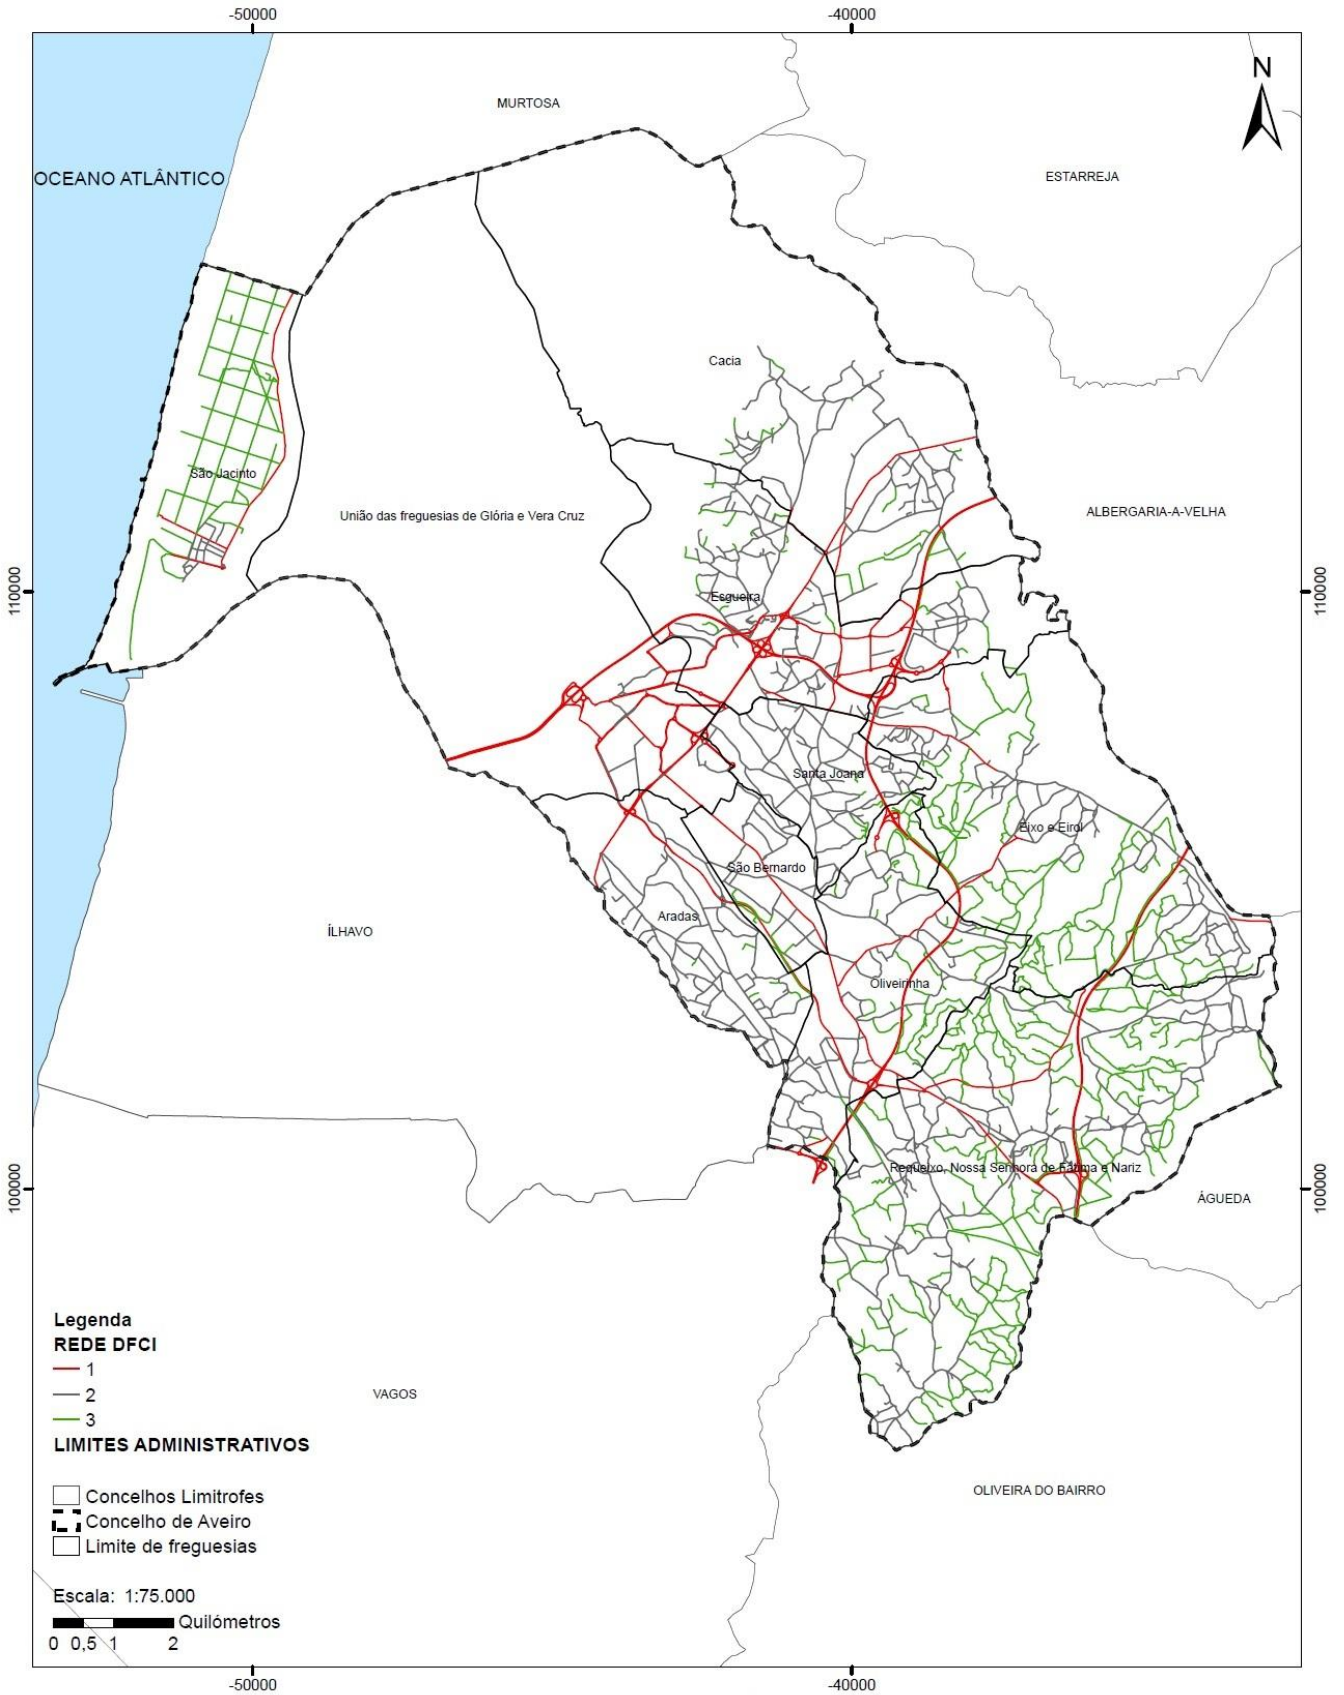 -50000
-40000
N
MURTOSA
OCEANO ATLÂNTICO
ESTARREJA
Cacia
São Jacinto
União das freguesias de Glória e Vera Cruz
ALBERGARIA-A-VELHA
110000
110000
Esgueira
Santa Joana
Eixo e Eirol
São Bernardo
Aradas
ÍLHAVO
Oliveirinha
Requeixo, Nossa Senhora de Fátima e Nariz
100000
100000
ÁGUEDA
Legenda
REDE DFCI
1
2
3
VAGOS
LIMITES ADMINISTRATIVOS
OLIVEIRA DO BAIRRO
Concelhos Limitrofes
Concelho de Aveiro
Limite de freguesias
Escala: 1:75.000
Quilómetros
0 0,5 1 2
-50000
-40000